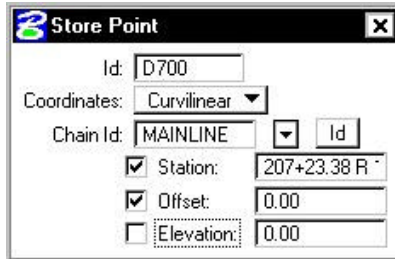 Store Point
Id: D700
Coordinates: Curvilinear
Chain Id: MAINLINE Id
Station: 207+23.38 R
Offset: 0.00
Elevation: 0.00